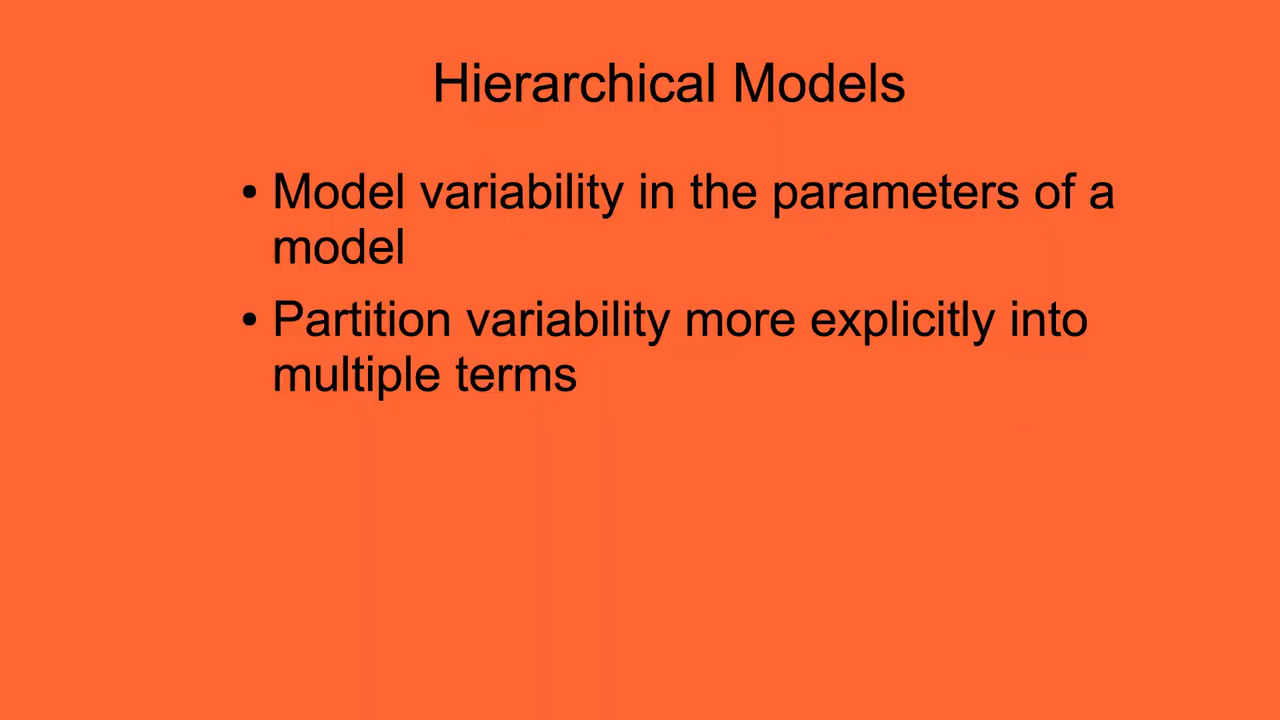 Hierarchical Models
• Model variability in the parameters of a
model
• Partition variability more explicitly into
multiple terms